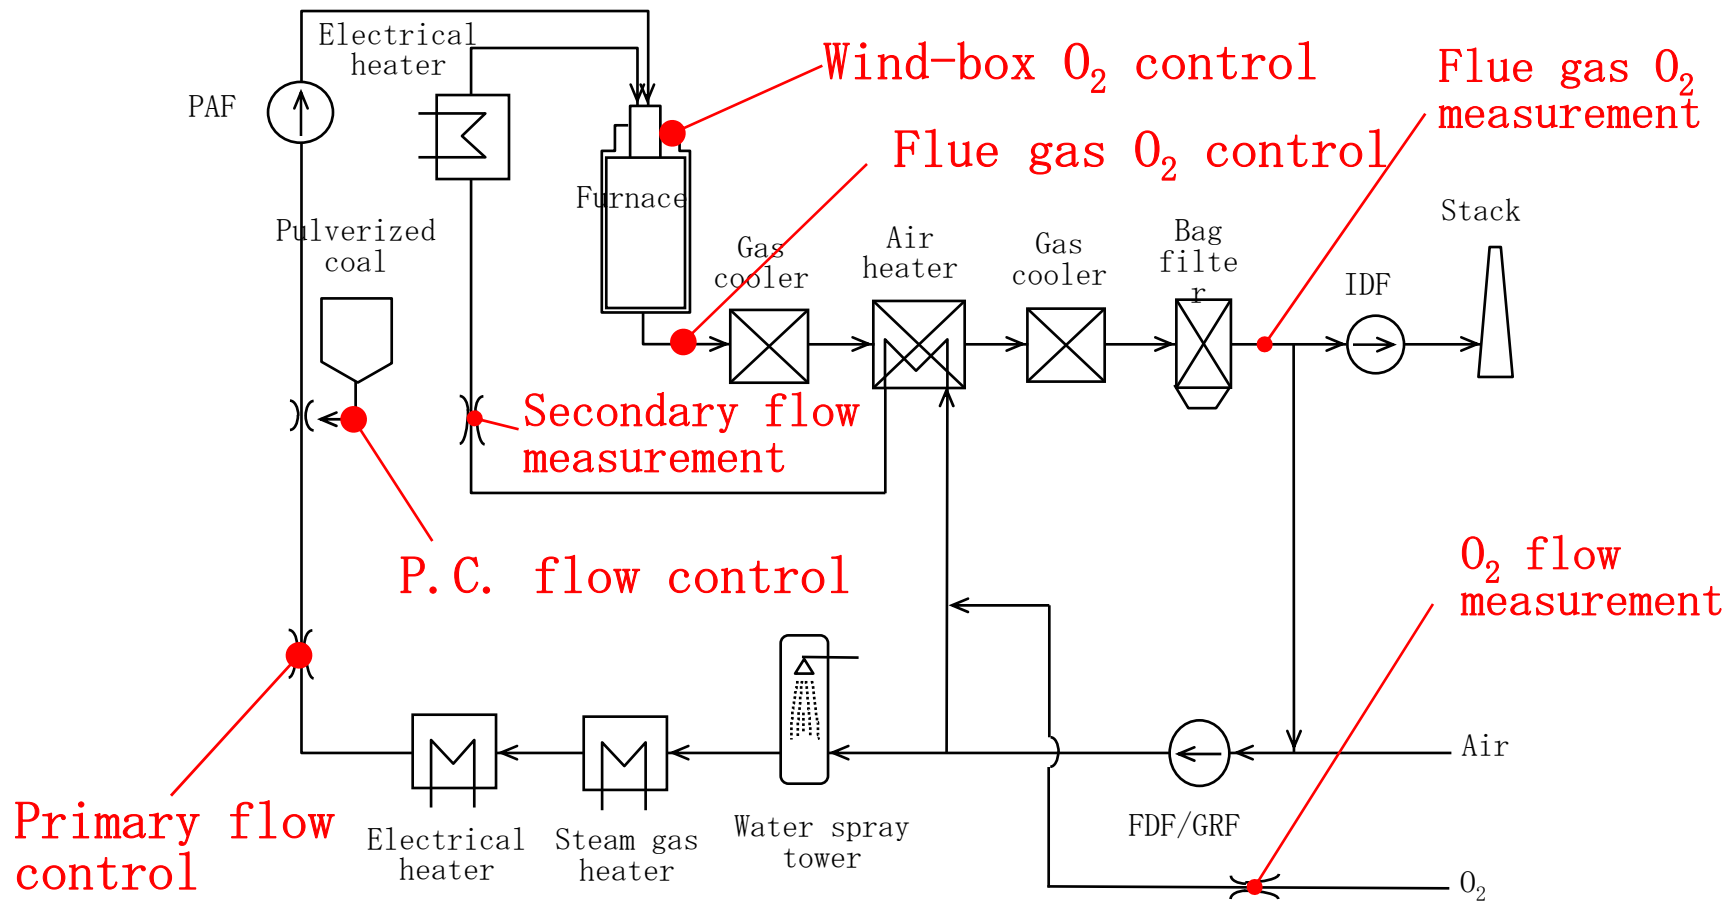 Electrical
heater
PAF
Wind-box O₂ control
Flue gas O₂
measurement
Flue gas O₂ control
Furnace
Pulverized
coal
Gas
cooler
Air
heater
Gas
cooler
Bag
filte
r
IDF
Stack
Secondary flow
measurement
P.C. flow control
O₂ flow
measurement
Primary flow
control
Electrical
heater
Steam gas
heater
Water spray
tower
FDF/GRF
Air
O₂